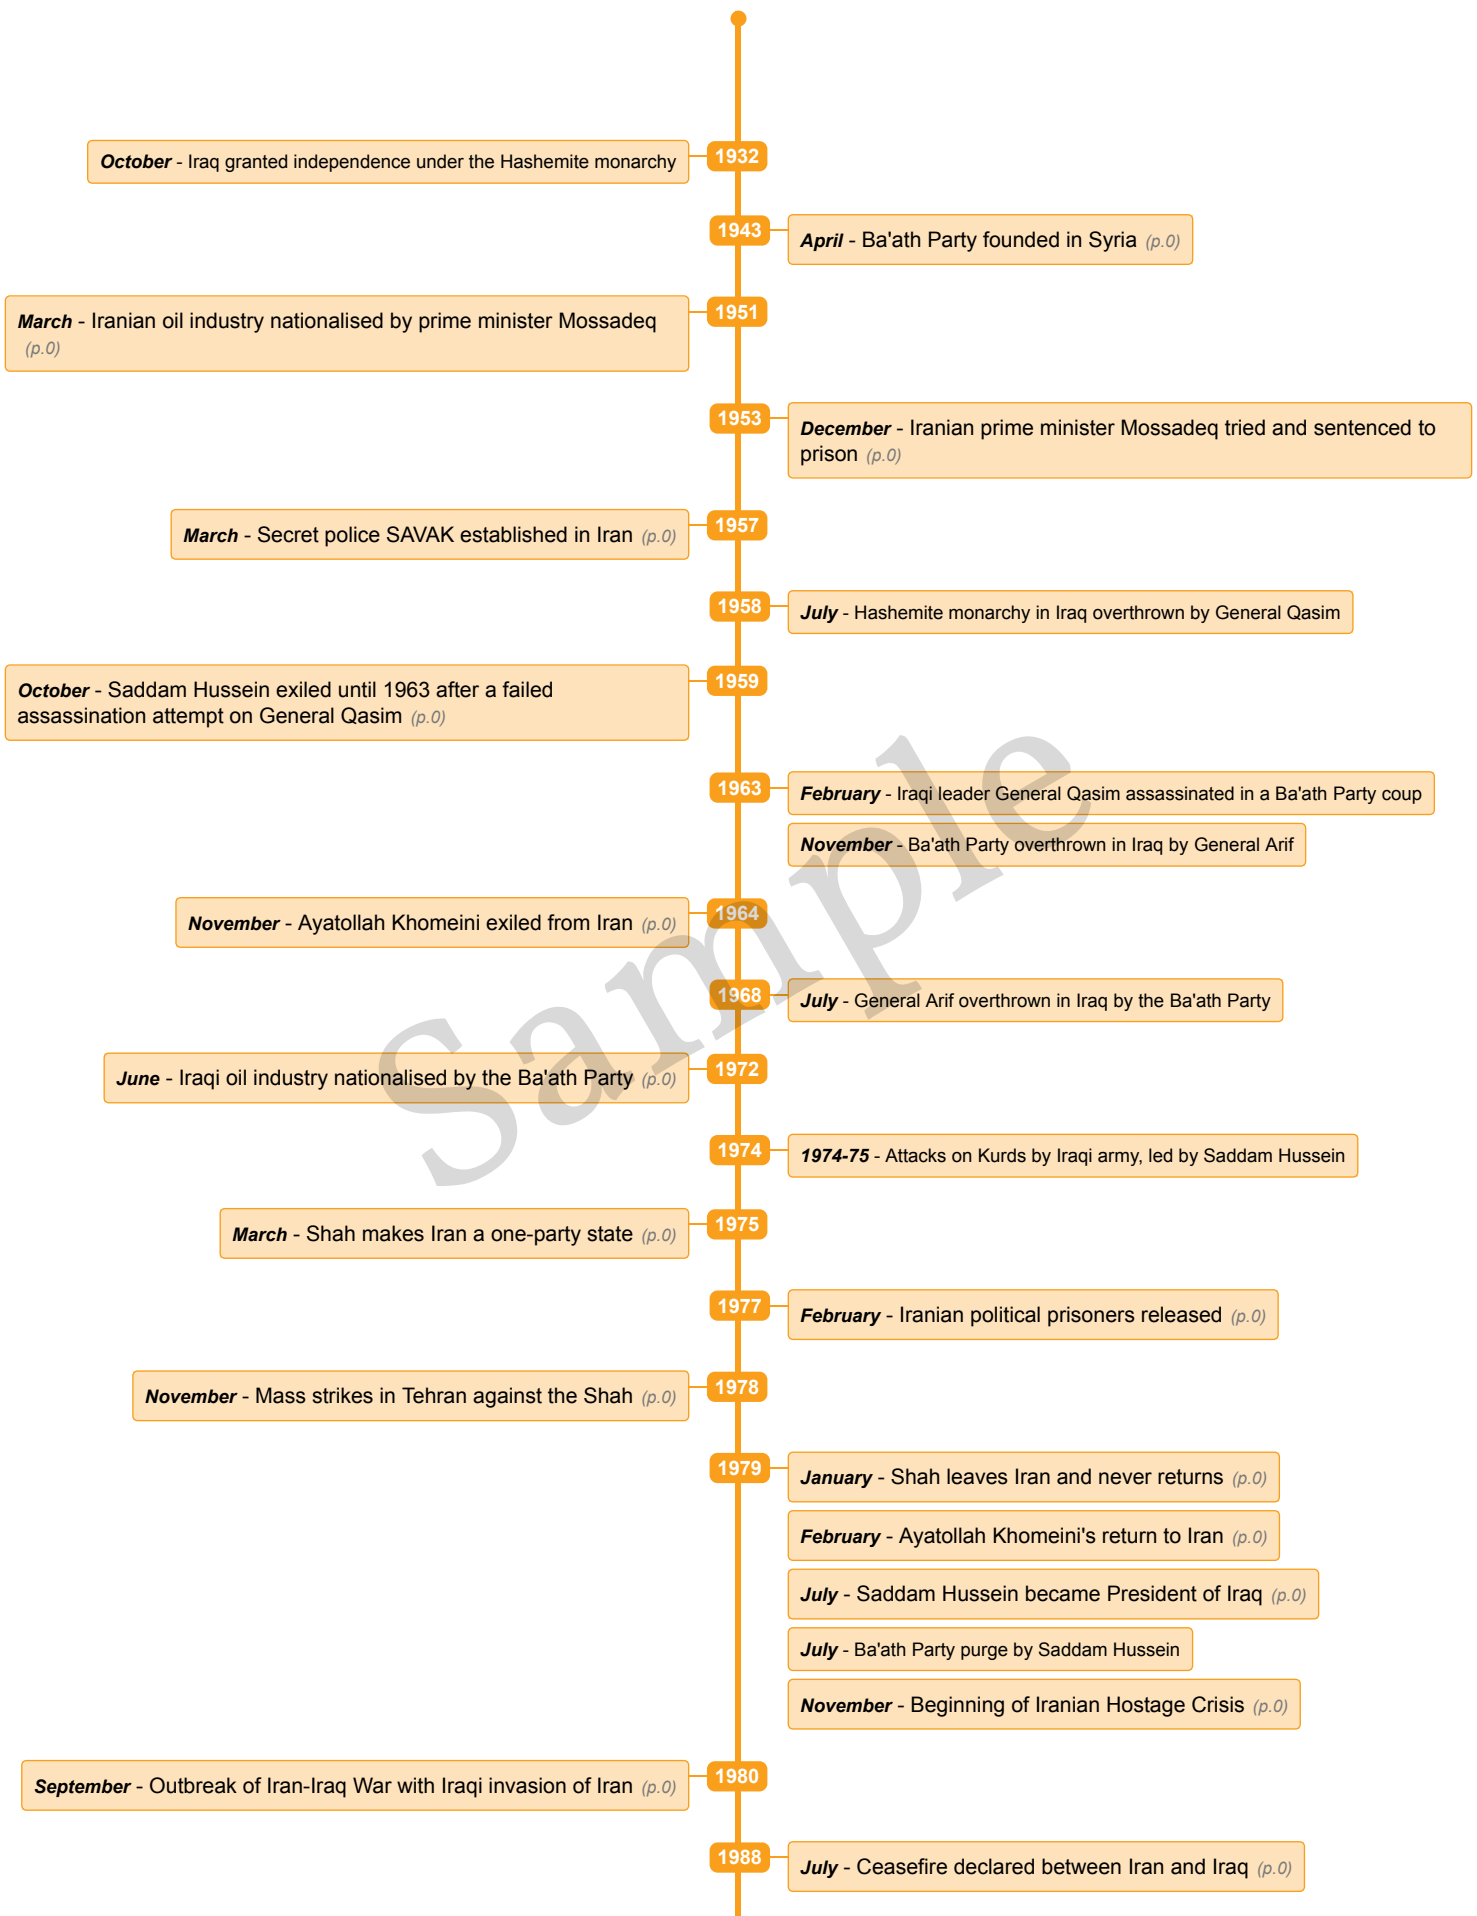 1932
October - Iraq granted independence under the Hashemite monarchy
1943
April - Ba'ath Party founded in Syria (p.0)
1951
March - Iranian oil industry nationalised by prime minister Mossadeq
(p.0)
1953
December - Iranian prime minister Mossadeq tried and sentenced to
prison (p.0)
1957
March - Secret police SAVAK established in Iran (p.0)
1958
July - Hashemite monarchy in Iraq overthrown by General Qasim
1959
October - Saddam Hussein exiled until 1963 after a failed
assassination attempt on General Qasim (p.0)
1963
February - Iraqi leader General Qasim assassinated in a Ba'ath Party coup
November - Ba'ath Party overthrown in Iraq by General Arif
1964
November - Ayatollah Khomeini exiled from Iran (p.0)
1968
July - General Arif overthrown in Iraq by the Ba'ath Party
1972
June - Iraqi oil industry nationalised by the Ba'ath Party (p.0)
1974
1974-75 - Attacks on Kurds by Iraqi army, led by Saddam Hussein
1975
March - Shah makes Iran a one-party state (p.0)
1977
February - Iranian political prisoners released (p.0)
1978
November - Mass strikes in Tehran against the Shah (p.0)
1979
January - Shah leaves Iran and never returns (p.0)
February - Ayatollah Khomeini's return to Iran (p.0)
July - Saddam Hussein became President of Iraq (p.0)
July - Ba'ath Party purge by Saddam Hussein
November - Beginning of Iranian Hostage Crisis (p.0)
1980
September - Outbreak of Iran-Iraq War with Iraqi invasion of Iran (p.0)
1988
July - Ceasefire declared between Iran and Iraq (p.0)
Sample